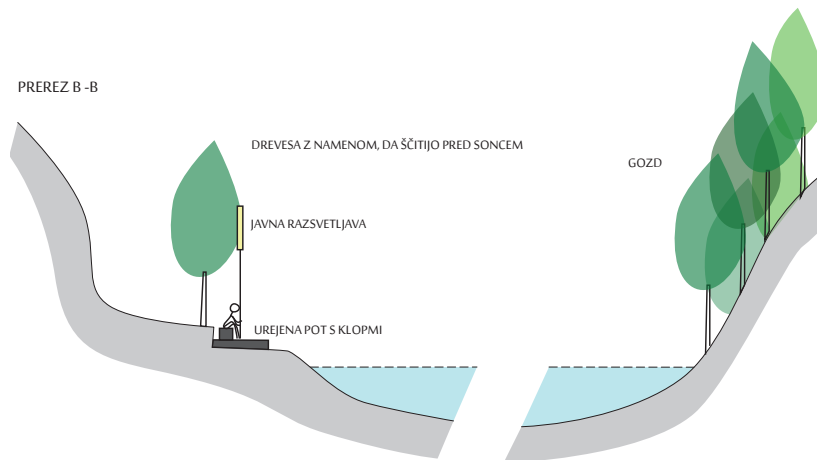 PREREZ B -B
DREVESA Z NAMENOM, DA ŠČITIJO PRED SONCEM
GOZD
JAVNA RAZSVETLJAVA
UREJENA POT S KLOPMI